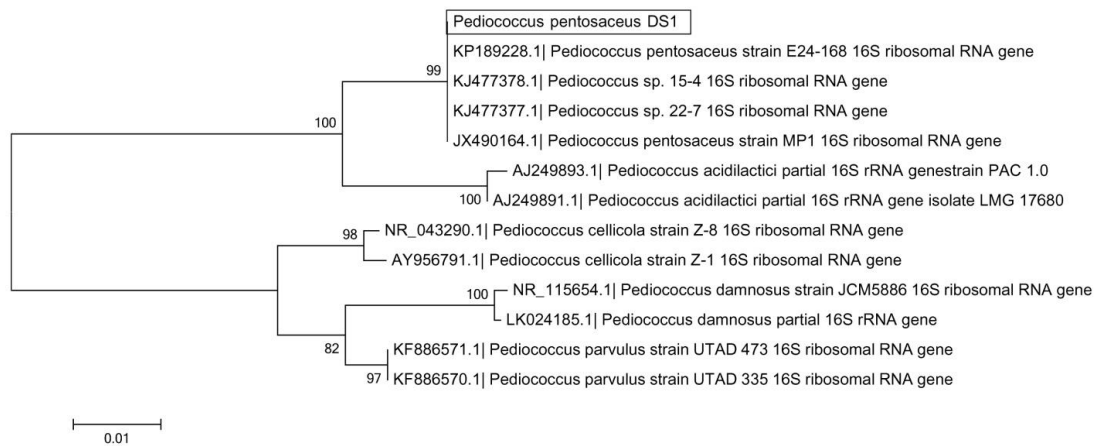 Pediococcus pentosaceus DS1
KP189228.1| Pediococcus pentosaceus strain E24-168 16S ribosomal RNA gene
99
KJ477378.1| Pediococcus sp. 15-4 16S ribosomal RNA gene
KJ477377.1| Pediococcus sp. 22-7 16S ribosomal RNA gene
100
JX490164.1| Pediococcus pentosaceus strain MP1 16S ribosomal RNA gene
AJ249893.1| Pediococcus acidilactici partial 16S rRNA genestrain PAC 1.0
100
AJ249891.1| Pediococcus acidilactici partial 16S rRNA gene isolate LMG 17680
NR_043290.1| Pediococcus cellicola strain Z-8 16S ribosomal RNA gene
98
AY956791.1| Pediococcus cellicola strain Z-1 16S ribosomal RNA gene
NR_115654.1| Pediococcus damnosus strain JCM5886 16S ribosomal RNA gene
100
LK024185.1| Pediococcus damnosus partial 16S rRNA gene
82
KF886571.1| Pediococcus parvulus strain UTAD 473 16S ribosomal RNA gene
97
KF886570.1| Pediococcus parvulus strain UTAD 335 16S ribosomal RNA gene
0.01